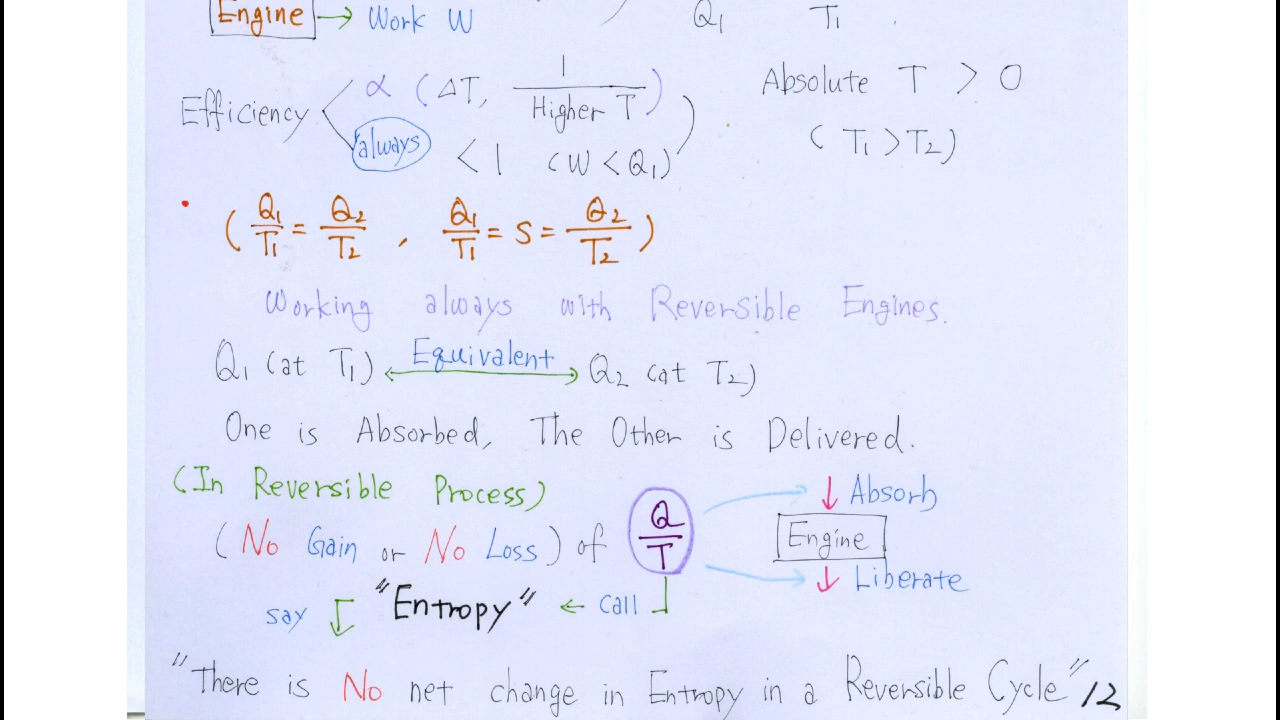 Engine → Work W
Q₁ T₁
Efficiency
α (ΔT, 1 / Higher T)
always < 1 (W < Q₁)
Absolute T > 0
(T₁ > T₂)
(Q₁/T₁ = Q₂/T₂ , Q₁/T₁ = S = Q₂/T₂)
Working always with Reversible Engines.
Q₁ (at T₁) ←Equivalent→ Q₂ (at T₂)
One is Absorbed, The Other is Delivered.
(In Reversible Process)
(No Gain or No Loss) of Q/T
↓ Absorb
Engine
↓ Liberate
say "Entropy" ← call
"There is No net change in Entropy in a Reversible Cycle" 12